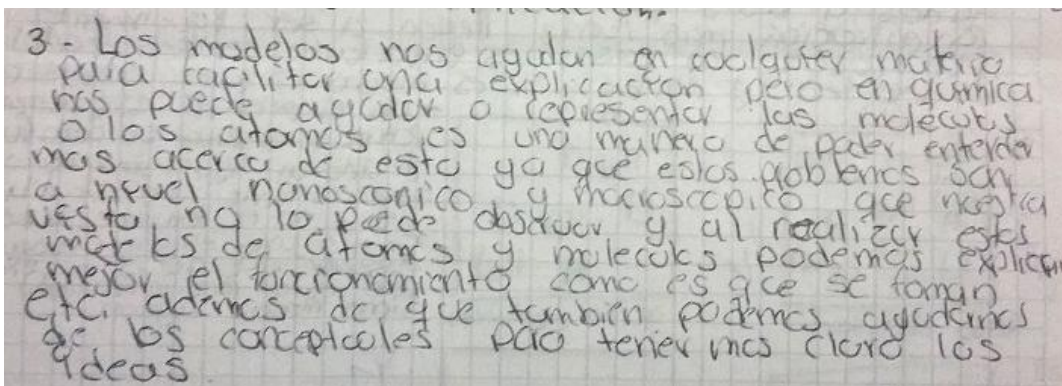 3- Los modelos nos ayudan en cualquier materia
para facilitar una explicación pero en química
nos puede ayudar a representar las moléculas
o los atomos es una manera de poder entender
mas acerca de esto ya que estos problemas son
a nivel nanoscopico y macroscopico que nuestra
vista no lo puede observar y al realizar estos
modelos de atomos y moleculas podemos explicar
mejor el funcionamiento como es que se forman
etc. ademas de que tambien podemos ayudarnos
de los conceptuales para tener mas claro las
ideas.